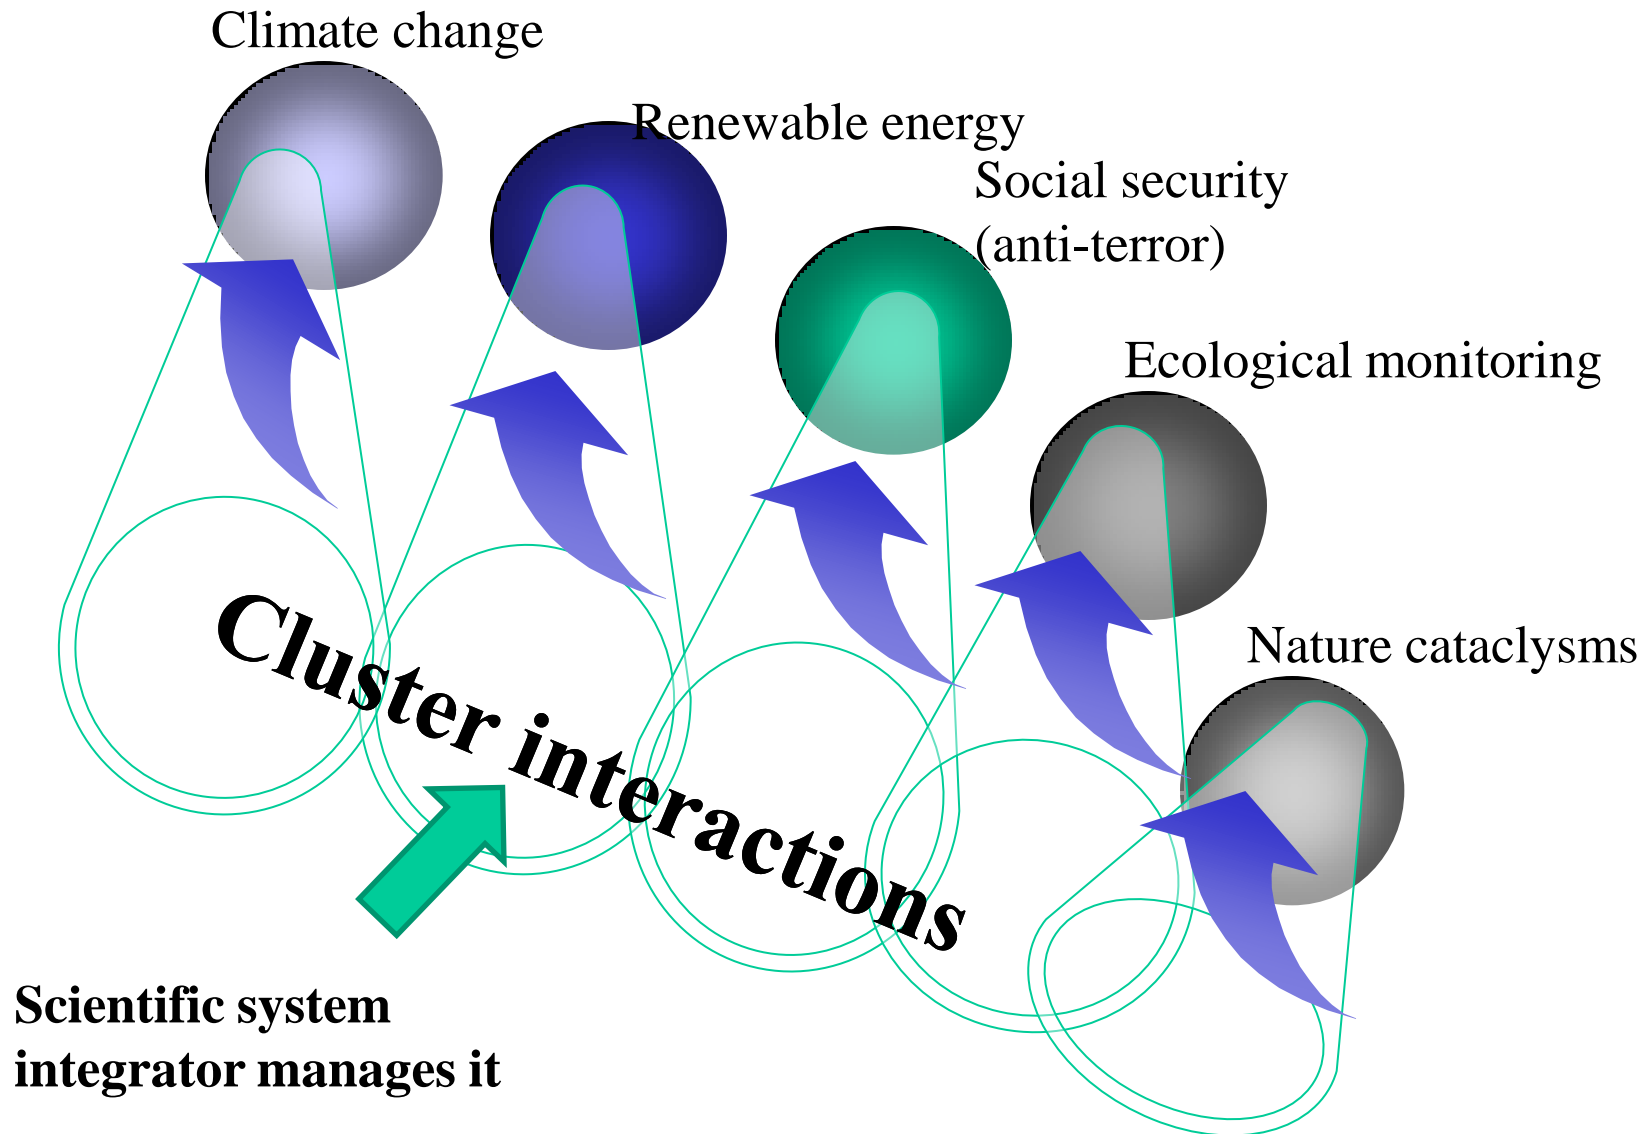 Climate change
Renewable energy
Social security
(anti-terror)
Ecological monitoring
Nature cataclysms
Cluster interactions
Scientific system
integrator manages it